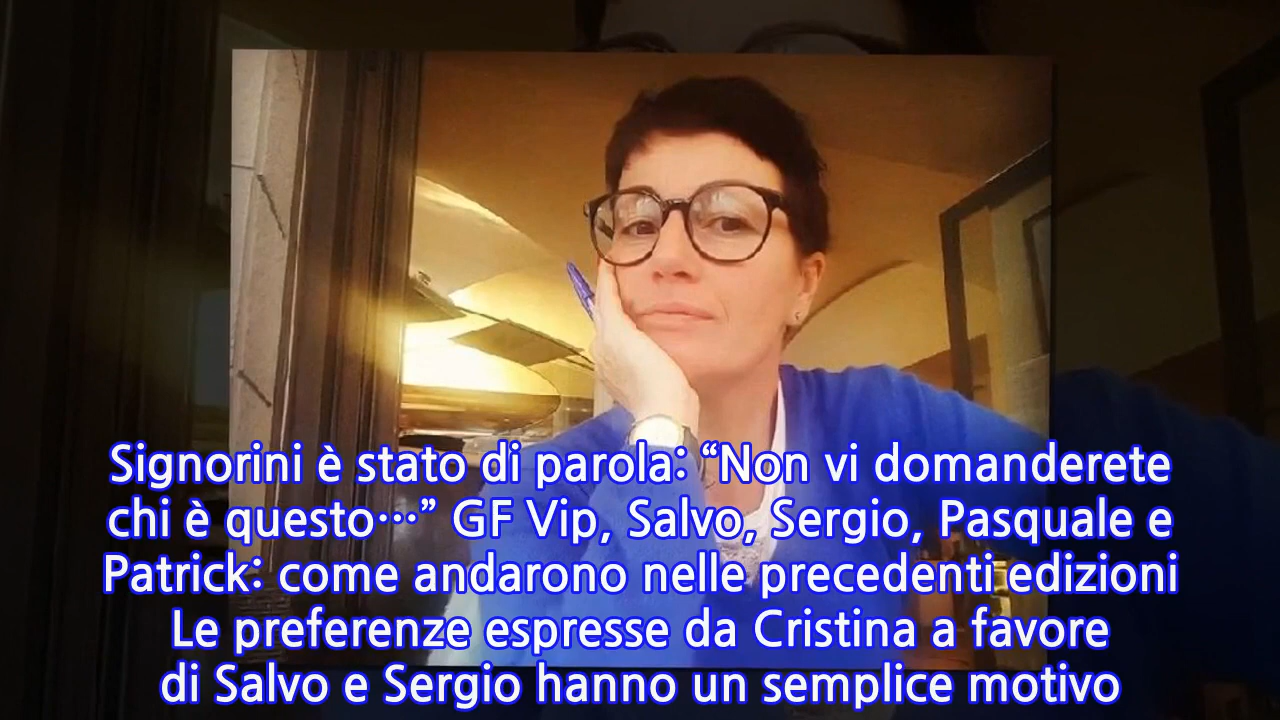 Signorini è stato di parola: “Non vi domanderete
chi è questo…” GF Vip, Salvo, Sergio, Pasquale e
Patrick: come andarono nelle precedenti edizioni
Le preferenze espresse da Cristina a favore
di Salvo e Sergio hanno un semplice motivo